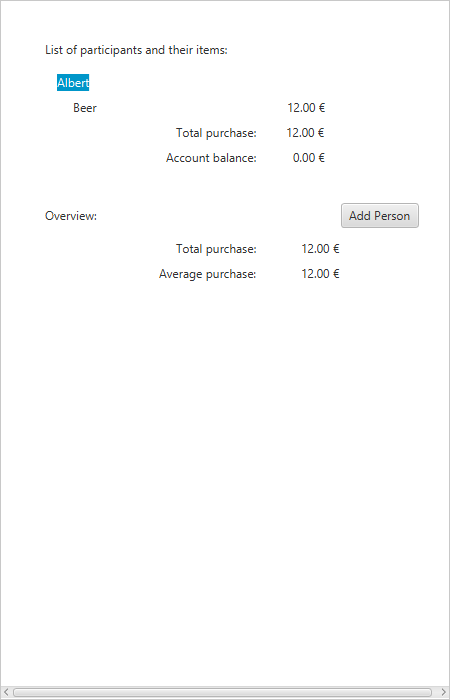 List of participants and their items:
Albert
Beer 12.00 €
Total purchase: 12.00 €
Account balance: 0.00 €
Overview: Add Person
Total purchase: 12.00 €
Average purchase: 12.00 €